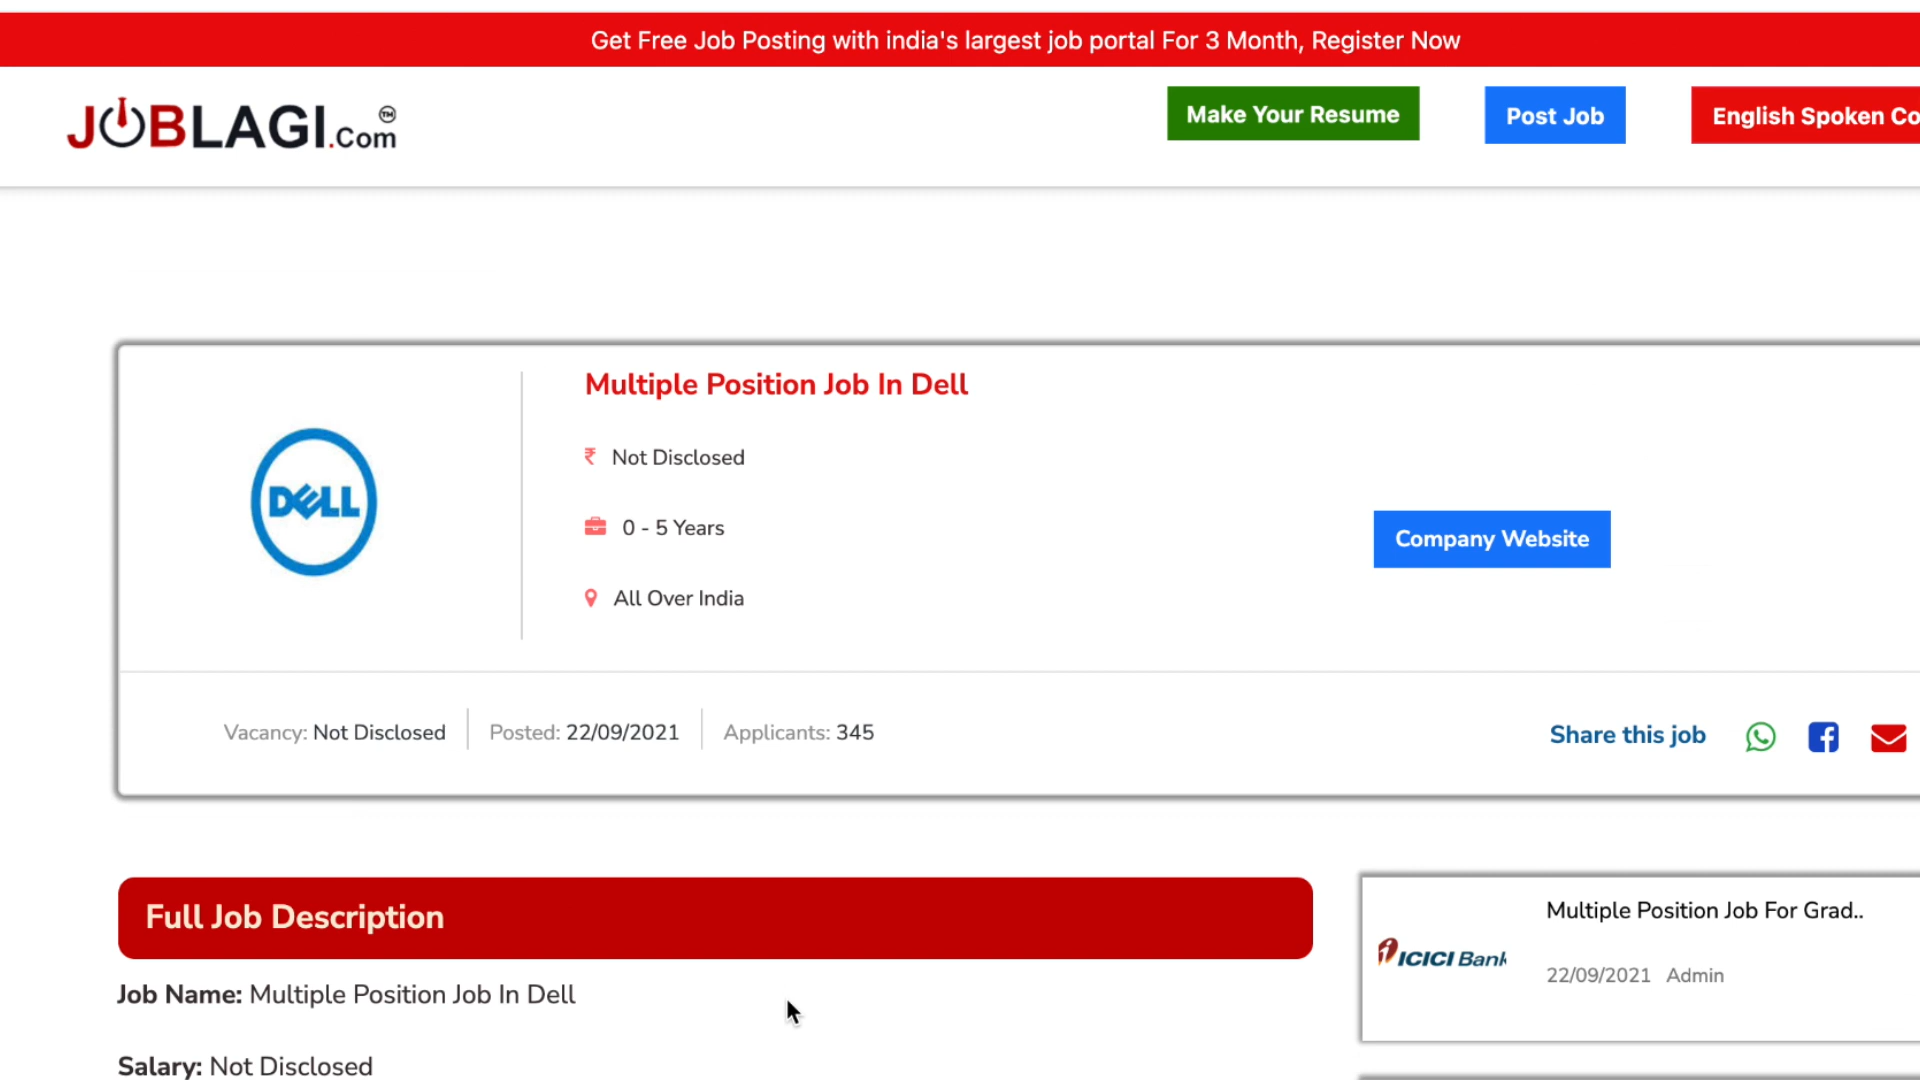 Get Free Job Posting with india's largest job portal For 3 Month, Register Now
JOBLAGI.Com TM
Make Your Resume
Post Job
English Spoken Co
Multiple Position Job In Dell
₹ Not Disclosed
DELL
0 - 5 Years
Company Website
All Over India
Vacancy: Not Disclosed
Posted: 22/09/2021
Applicants: 345
Share this job
Full Job Description
Multiple Position Job For Grad..
ICICI Bank
22/09/2021 Admin
Job Name: Multiple Position Job In Dell
Salary: Not Disclosed